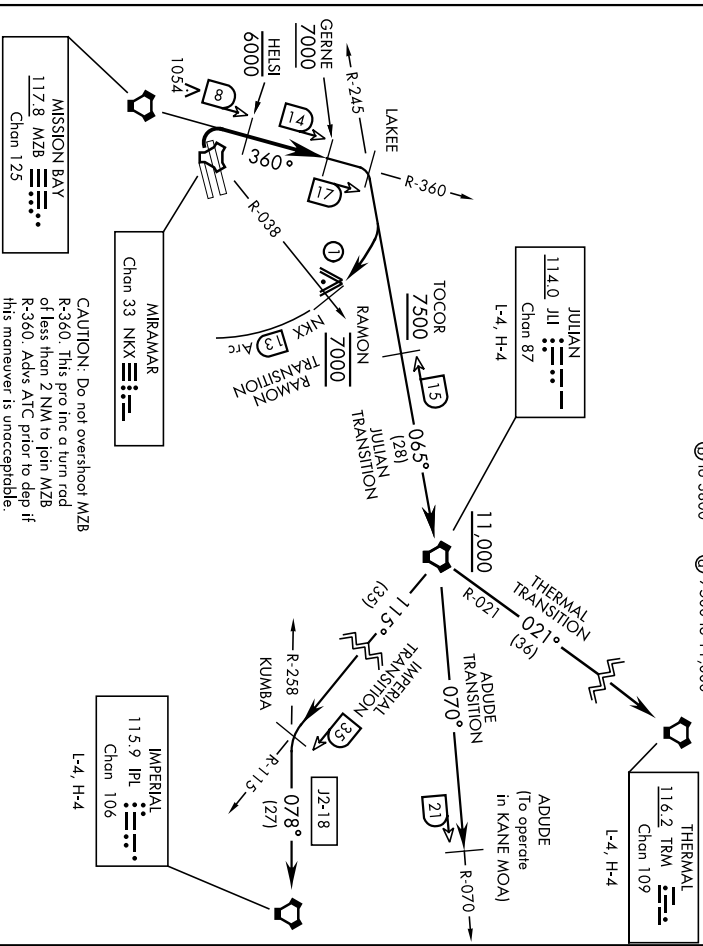 GERNE
7000
HELSI
6000
1054
8
14
17
R-245
LAKEE
R-360
360°
R-038
MISSION BAY
117.8 MZB
Chan 125
MIRAMAR
Chan 33 NKX
CAUTION: Do not overshoot MZB
R-360. This pro inc a turn rad
of less than 2 NM to join MZB
R-360. Advs ATC prior to dep if
this maneuver is unacceptable.
1
NKX 13 Arc
RAMON
7000
RAMON
TRANSITION
TOCOR
7500
15
065°
(28)
JULIAN
TRANSITION
JULIAN
114.0 JLI
Chan 87
L-4, H-4
11,000
THERMAL
TRANSITION
R-021
021°
(36)
THERMAL
116.2 TRM
Chan 109
L-4, H-4
ADUDE
TRANSITION
070°
21
ADUDE
(To operate
in KANE MOA)
R-070
115°
(35)
IMPERIAL
TRANSITION
35
R-258
KUMBA
R-115
J2-18
078°
(27)
IMPERIAL
115.9 IPL
Chan 106
L-4, H-4